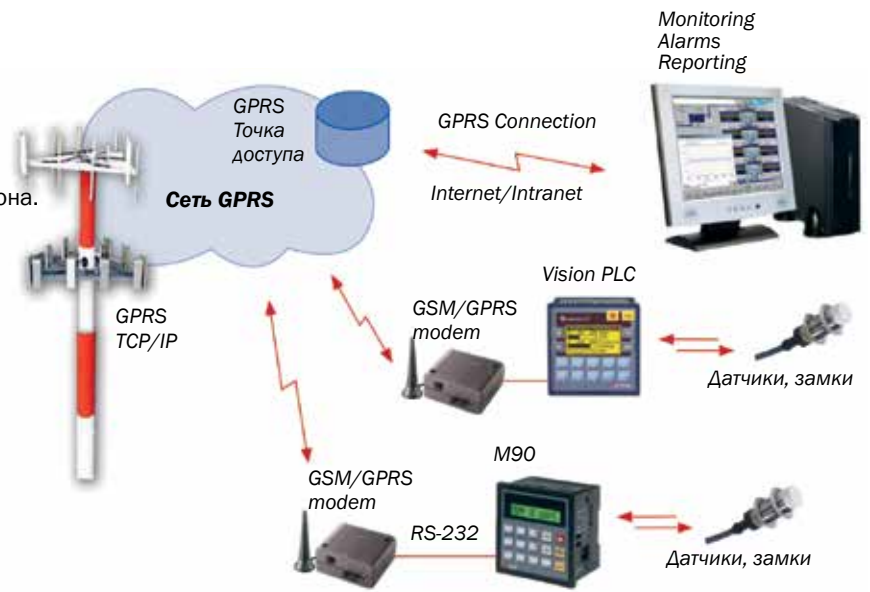 Monitoring
Alarms
Reporting
GPRS
Точка
доступа
GPRS Connection
она.
Сеть GPRS
Internet/Intranet
GPRS
TCP/IP
Vision PLC
GSM/GPRS
modem
Датчики, замки
M90
GSM/GPRS
modem
RS-232
Датчики, замки